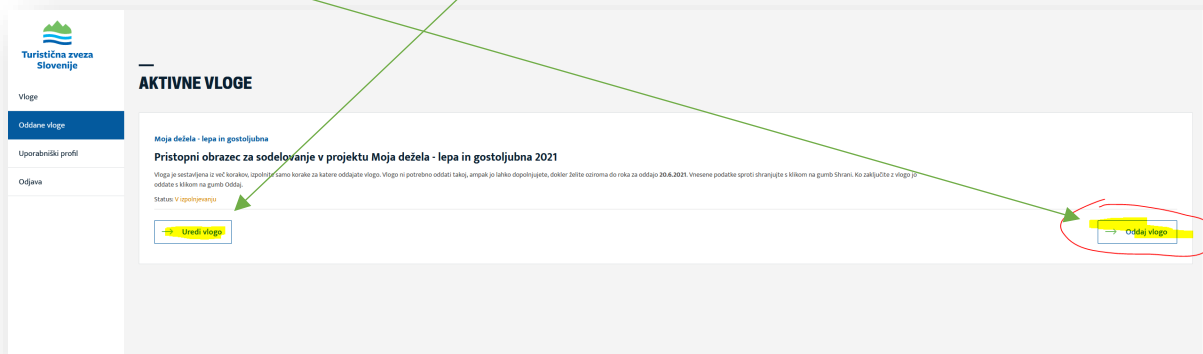 Turistična zveza
Slovenije
Vloge
Oddane vloge
Uporabniški profil
Odjava
AKTIVNE VLOGE
Moja dežela - lepa in gostoljubna
Pristopni obrazec za sodelovanje v projektu Moja dežela - lepa in gostoljubna 2021
Vloga je sestavljena iz več korakov, izpolnite samo korake za katere oddajate vlogo. Vlogo ni potrebno oddati takoj, ampak jo lahko dopolnjujete, dokler želite oziroma do roka za oddajo 20.6.2021. Vnesene podatke sproti shranjujte s klikom na gumb Shrani. Ko zaključite z vlogo jo
oddate s klikom na gumb Oddaj.
Status: V izpolnjevanju
Uredi vlogo
Oddaj vlogo